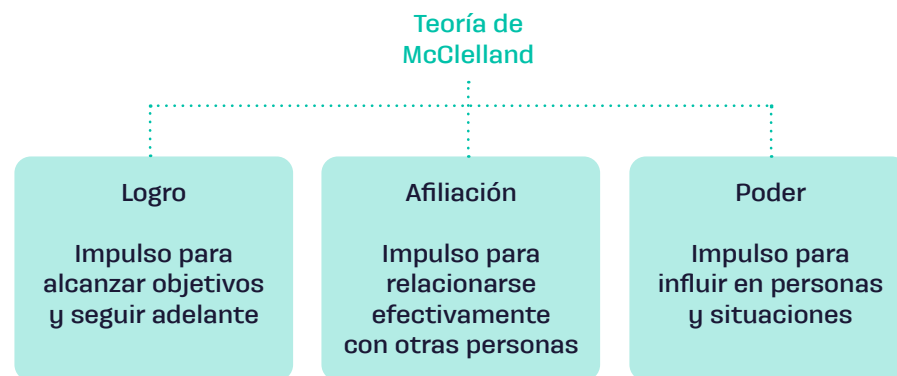 Teoría de
McClelland
Logro
Impulso para
alcanzar objetivos
y seguir adelante
Afiliación
Impulso para
relacionarse
efectivamente
con otras personas
Poder
Impulso para
influir en personas
y situaciones